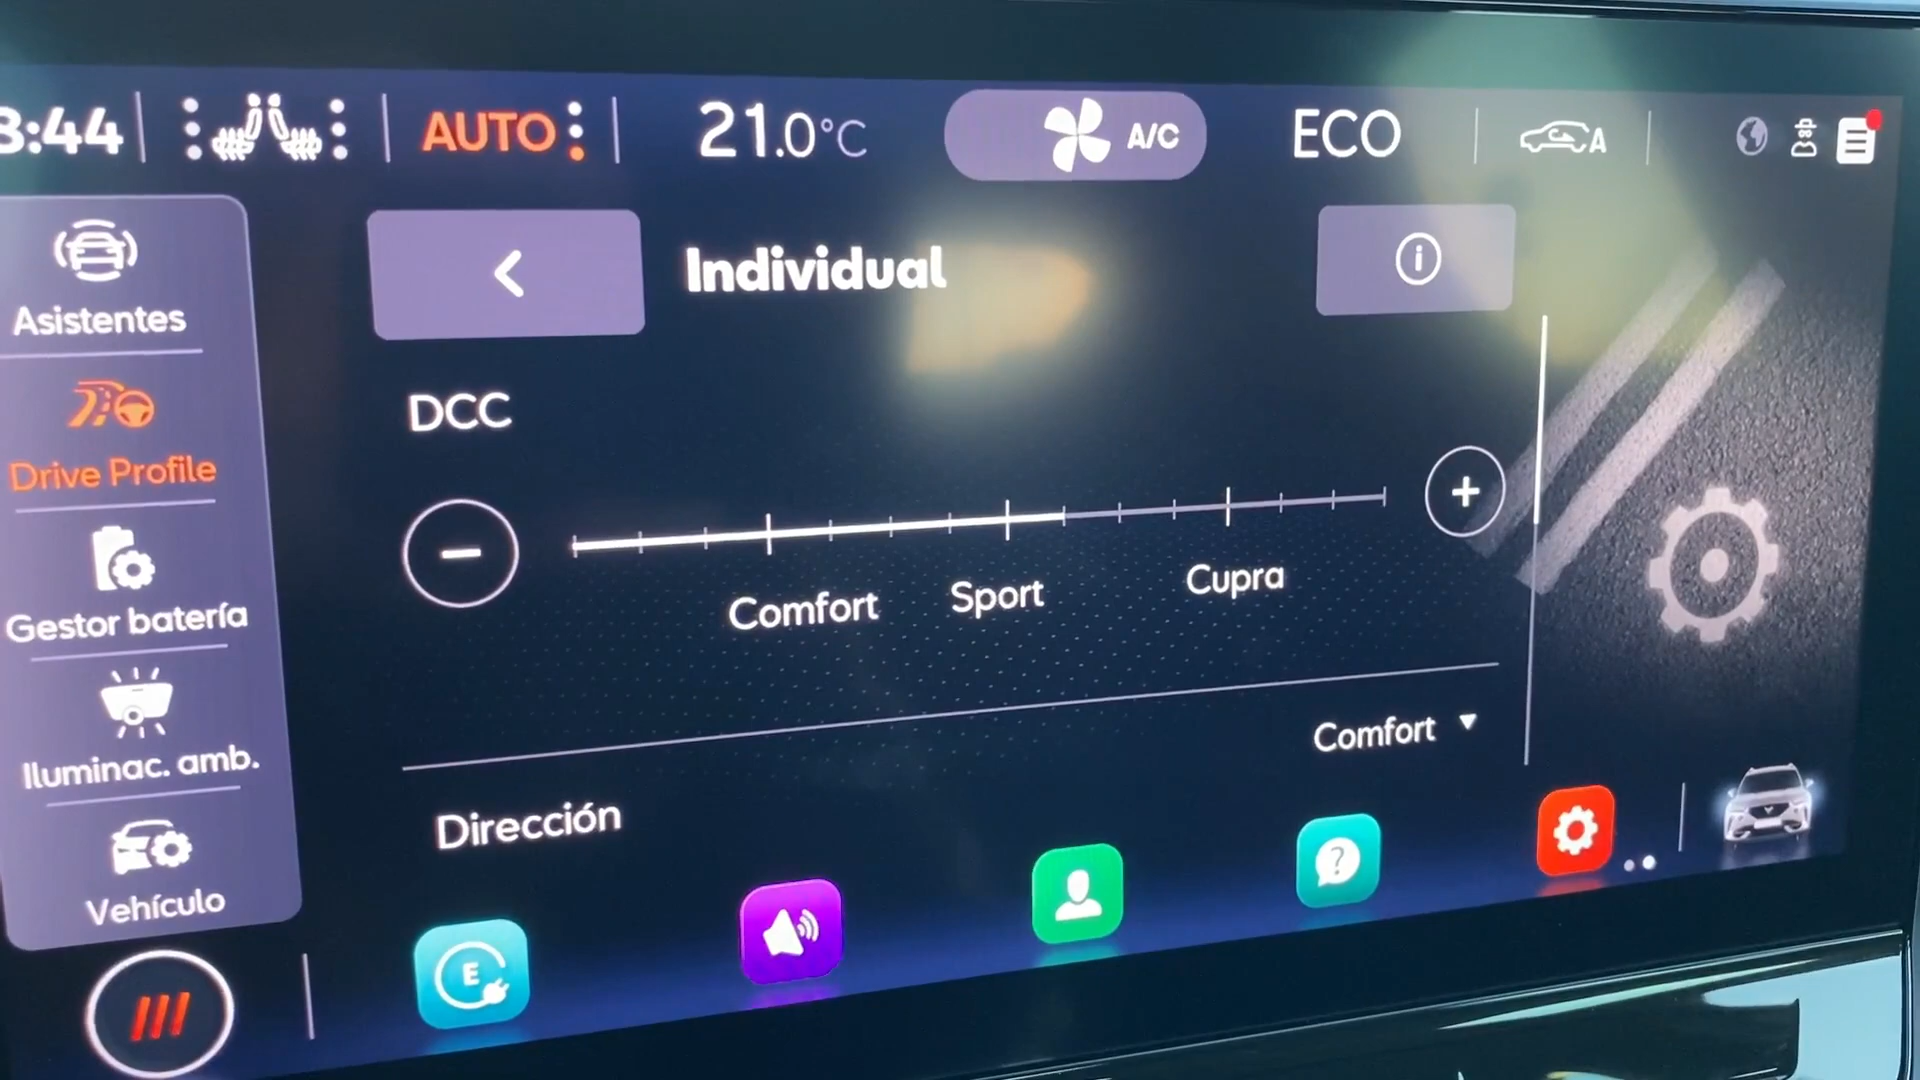 3:44
AUTO
21.0°C
A/C
ECO
A
Asistentes
Drive Profile
Gestor batería
Iluminac. amb.
Vehículo
Individual
i
DCC
Comfort
Sport
Cupra
Comfort
Dirección
E
?